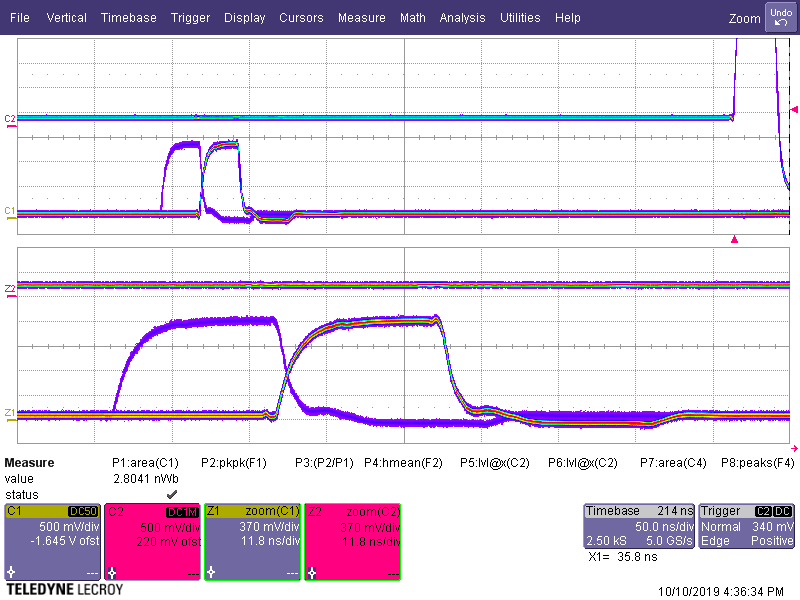 File Vertical Timebase Trigger Display Cursors Measure Math Analysis Utilities Help Zoom Undo
C2
C1
Z2
Z1
Measure P1:area(C1) P2:pkpk(F1) P3:(P2/P1) P4:hmean(F2) P5:lvl@x(C2) P6:lvl@x(C2) P7:area(C4) P8:peaks(F4)
value 2.8041 nWb
status
C1 DC50
500 mV/div
-1.645 V ofst
---
C2 DC1M
500 mV/div
220 mV ofst
---
Z1 zoom(C1)
370 mV/div
11.8 ns/div
---
Z2 zoom(C2)
370 mV/div
11.8 ns/div
---
Timebase 214 ns
50.0 ns/div
2.50 kS 5.0 GS/s
Trigger C2 DC
Normal 340 mV
Edge Positive
X1= 35.8 ns
TELEDYNE LECROY
10/10/2019 4:36:34 PM